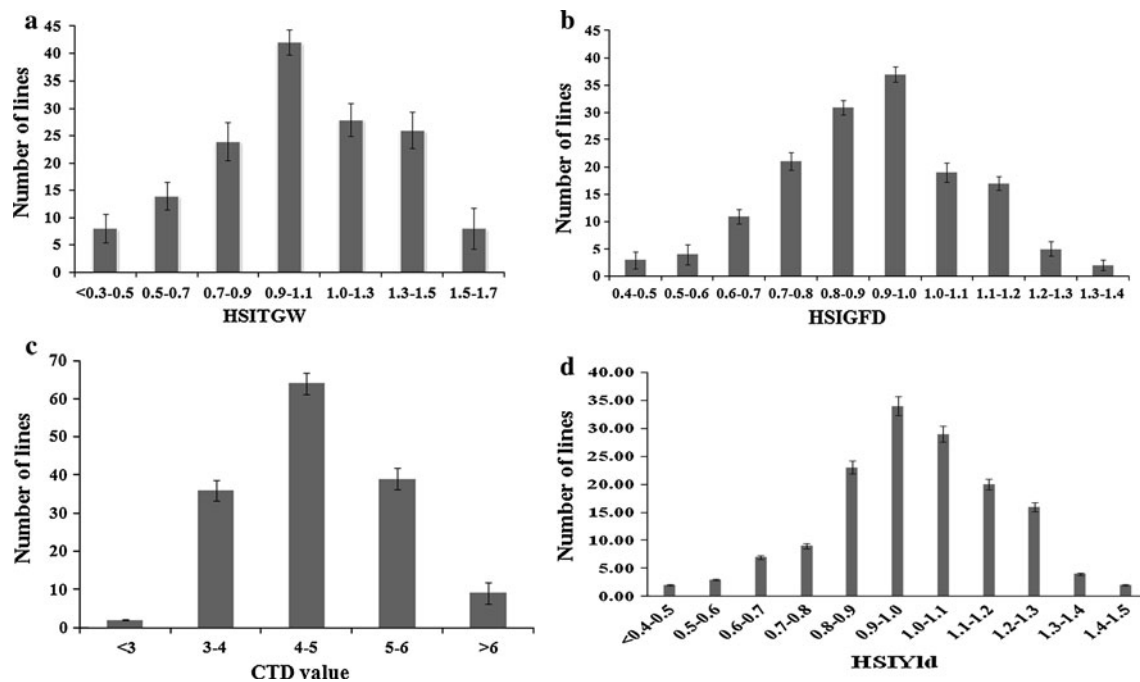 a
Number of lines
45
40
35
30
25
20
15
10
5
0
<0.3-0.5 0.5-0.7 0.7-0.9 0.9-1.1 1.0-1.3 1.3-1.5 1.5-1.7
HSITGW
b
Number of lines
45
40
35
30
25
20
15
10
5
0
0.4-0.5 0.5-0.6 0.6-0.7 0.7-0.8 0.8-0.9 0.9-1.0 1.0-1.1 1.1-1.2 1.2-1.3 1.3-1.4
HSIGFD
c
Number of lines
70
60
50
40
30
20
10
0
<3 3-4 4-5 5-6 >6
CTD value
d
Number of lines
40.00
35.00
30.00
25.00
20.00
15.00
10.00
5.00
0.00
<0.4-0.5 0.5-0.6 0.6-0.7 0.7-0.8 0.8-0.9 0.9-1.0 1.0-1.1 1.1-1.2 1.2-1.3 1.3-1.4 1.4-1.5
HSIYld